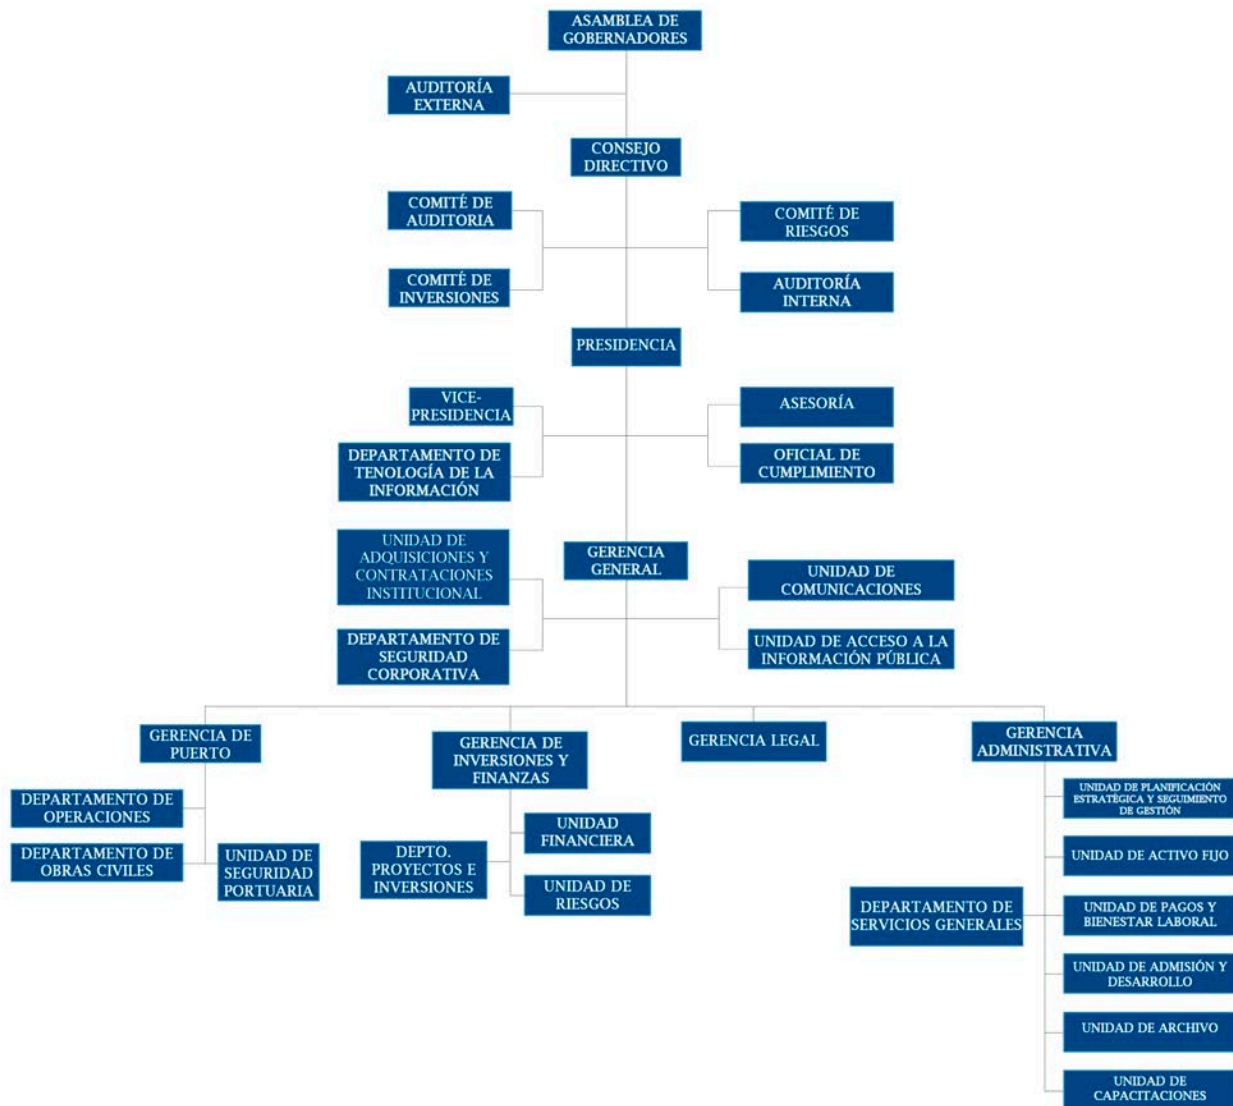 ASAMBLEA DE
GOBERNADORES
AUDITORÍA
EXTERNA
CONSEJO
DIRECTIVO
COMITÉ DE
AUDITORIA
COMITÉ DE
RIESGOS
COMITÉ DE
INVERSIONES
AUDITORÍA
INTERNA
PRESIDENCIA
VICE-
PRESIDENCIA
ASESORÍA
DEPARTAMENTO DE
TENOLOGÍA DE LA
INFORMACIÓN
OFICIAL DE
CUMPLIMIENTO
UNIDAD DE
ADQUISICIONES Y
CONTRATACIONES
INSTITUCIONAL
GERENCIA
GENERAL
UNIDAD DE
COMUNICACIONES
DEPARTAMENTO DE
SEGURIDAD
CORPORATIVA
UNIDAD DE ACCESO A LA
INFORMACIÓN PÚBLICA
GERENCIA DE
PUERTO
GERENCIA DE
INVERSIONES Y
FINANZAS
GERENCIA LEGAL
GERENCIA
ADMINISTRATIVA
DEPARTAMENTO DE
OPERACIONES
DEPARTAMENTO DE
OBRAS CIVILES
UNIDAD DE
SEGURIDAD
PORTUARIA
UNIDAD
FINANCIERA
DEPTO.
PROYECTOS E
INVERSIONES
UNIDAD DE
RIESGOS
UNIDAD DE PLANIFICACIÓN
ESTRATÉGICA Y SEGUIMIENTO
DE GESTIÓN
UNIDAD DE ACTIVO FIJO
DEPARTAMENTO DE
SERVICIOS GENERALES
UNIDAD DE PAGOS Y
BIENESTAR LABORAL
UNIDAD DE ADMISIÓN Y
DESARROLLO
UNIDAD DE ARCHIVO
UNIDAD DE
CAPACITACIONES